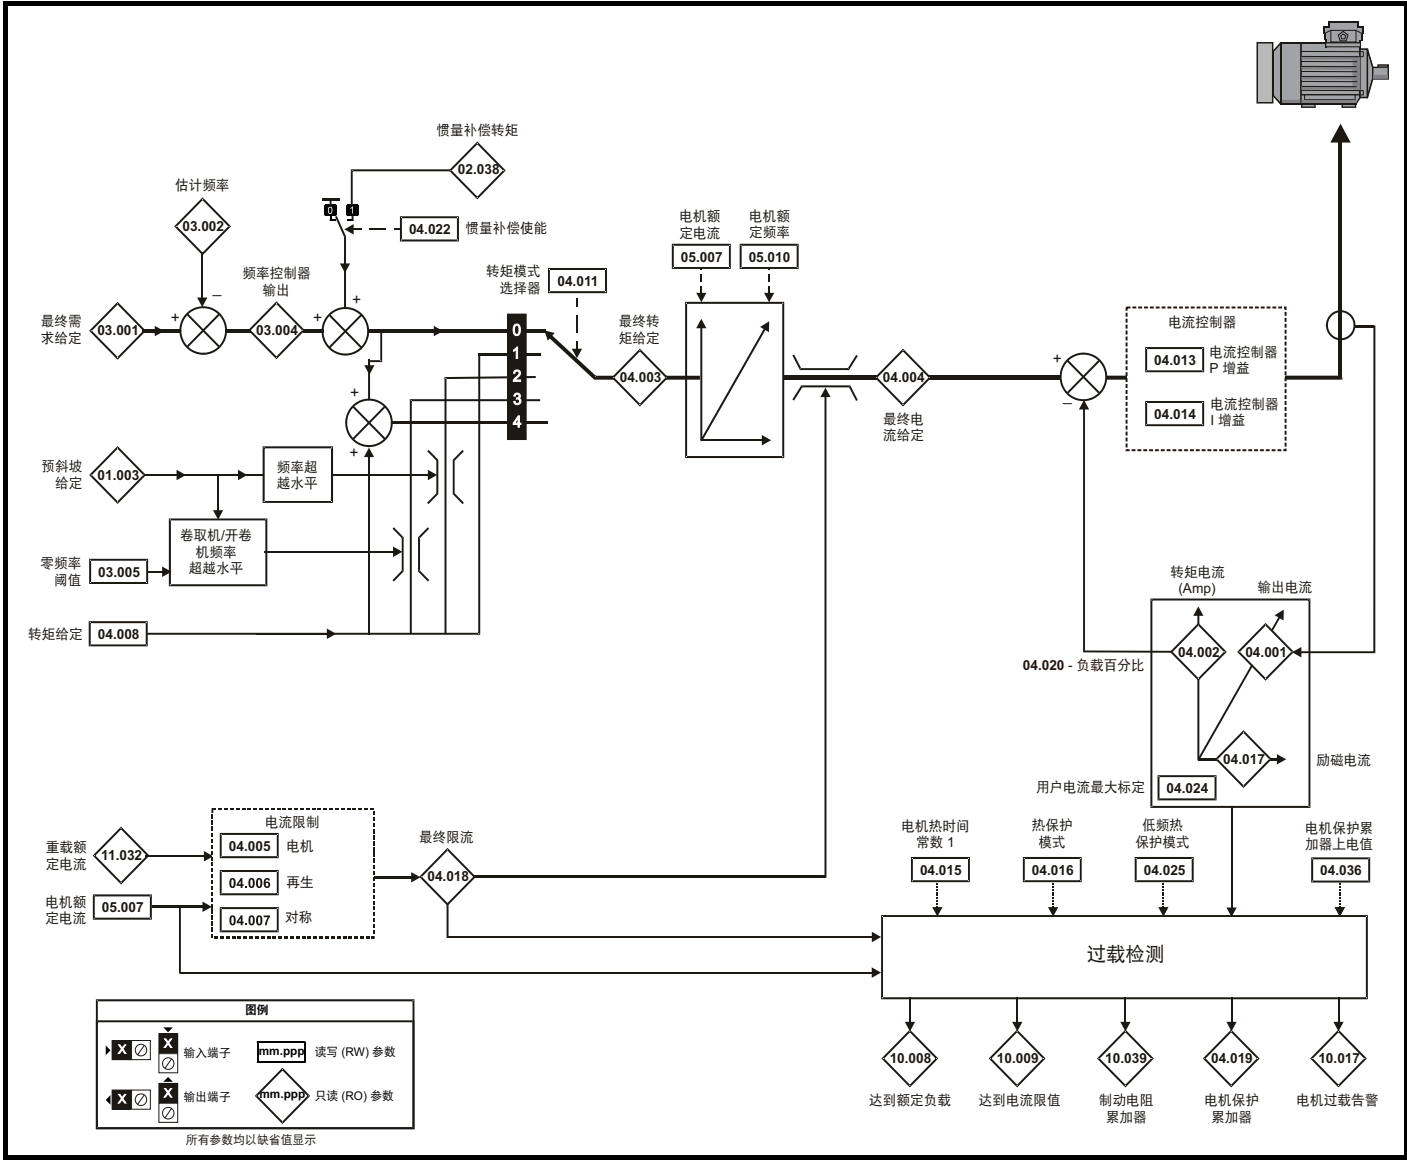 惯量补偿转矩
02.038
估计频率
03.002
0
1
04.022
惯量补偿使能
频率控制器
输出
最终需
求给定
03.001
+
−
03.004
+
+
转矩模式
选择器
04.011
0
1
2
3
4
+
+
最终转
矩给定
04.003
电机额
定电流
05.007
电机额
定频率
05.010
04.004
最终电
流给定
+
−
电流控制器
04.013
电流控制器
P 增益
04.014
电流控制器
I 增益
预斜坡
给定
01.003
频率超
越水平
卷取机/开卷
机频率
超越水平
零频率
阈值
03.005
转矩给定
04.008
转矩电流
(Amp)
输出电流
04.002
04.001
04.020 - 负载百分比
04.017
励磁电流
用户电流最大标定
04.024
重载额
定电流
11.032
电机额
定电流
05.007
电流限制
04.005 电机
04.006 再生
04.007 对称
最终限流
04.018
电机热时间
常数 1
04.015
热保护
模式
04.016
低频热
保护模式
04.025
电机保护累
加器上电值
04.036
过载检测
10.008
达到额定负载
10.009
达到电流限值
10.039
制动电阻
累加器
04.019
电机保护
累加器
10.017
电机过载告警
图例
X
X
输入端子
mm.ppp
读写 (RW) 参数
X
X
输出端子
mm.ppp
只读 (RO) 参数
所有参数均以缺省值显示